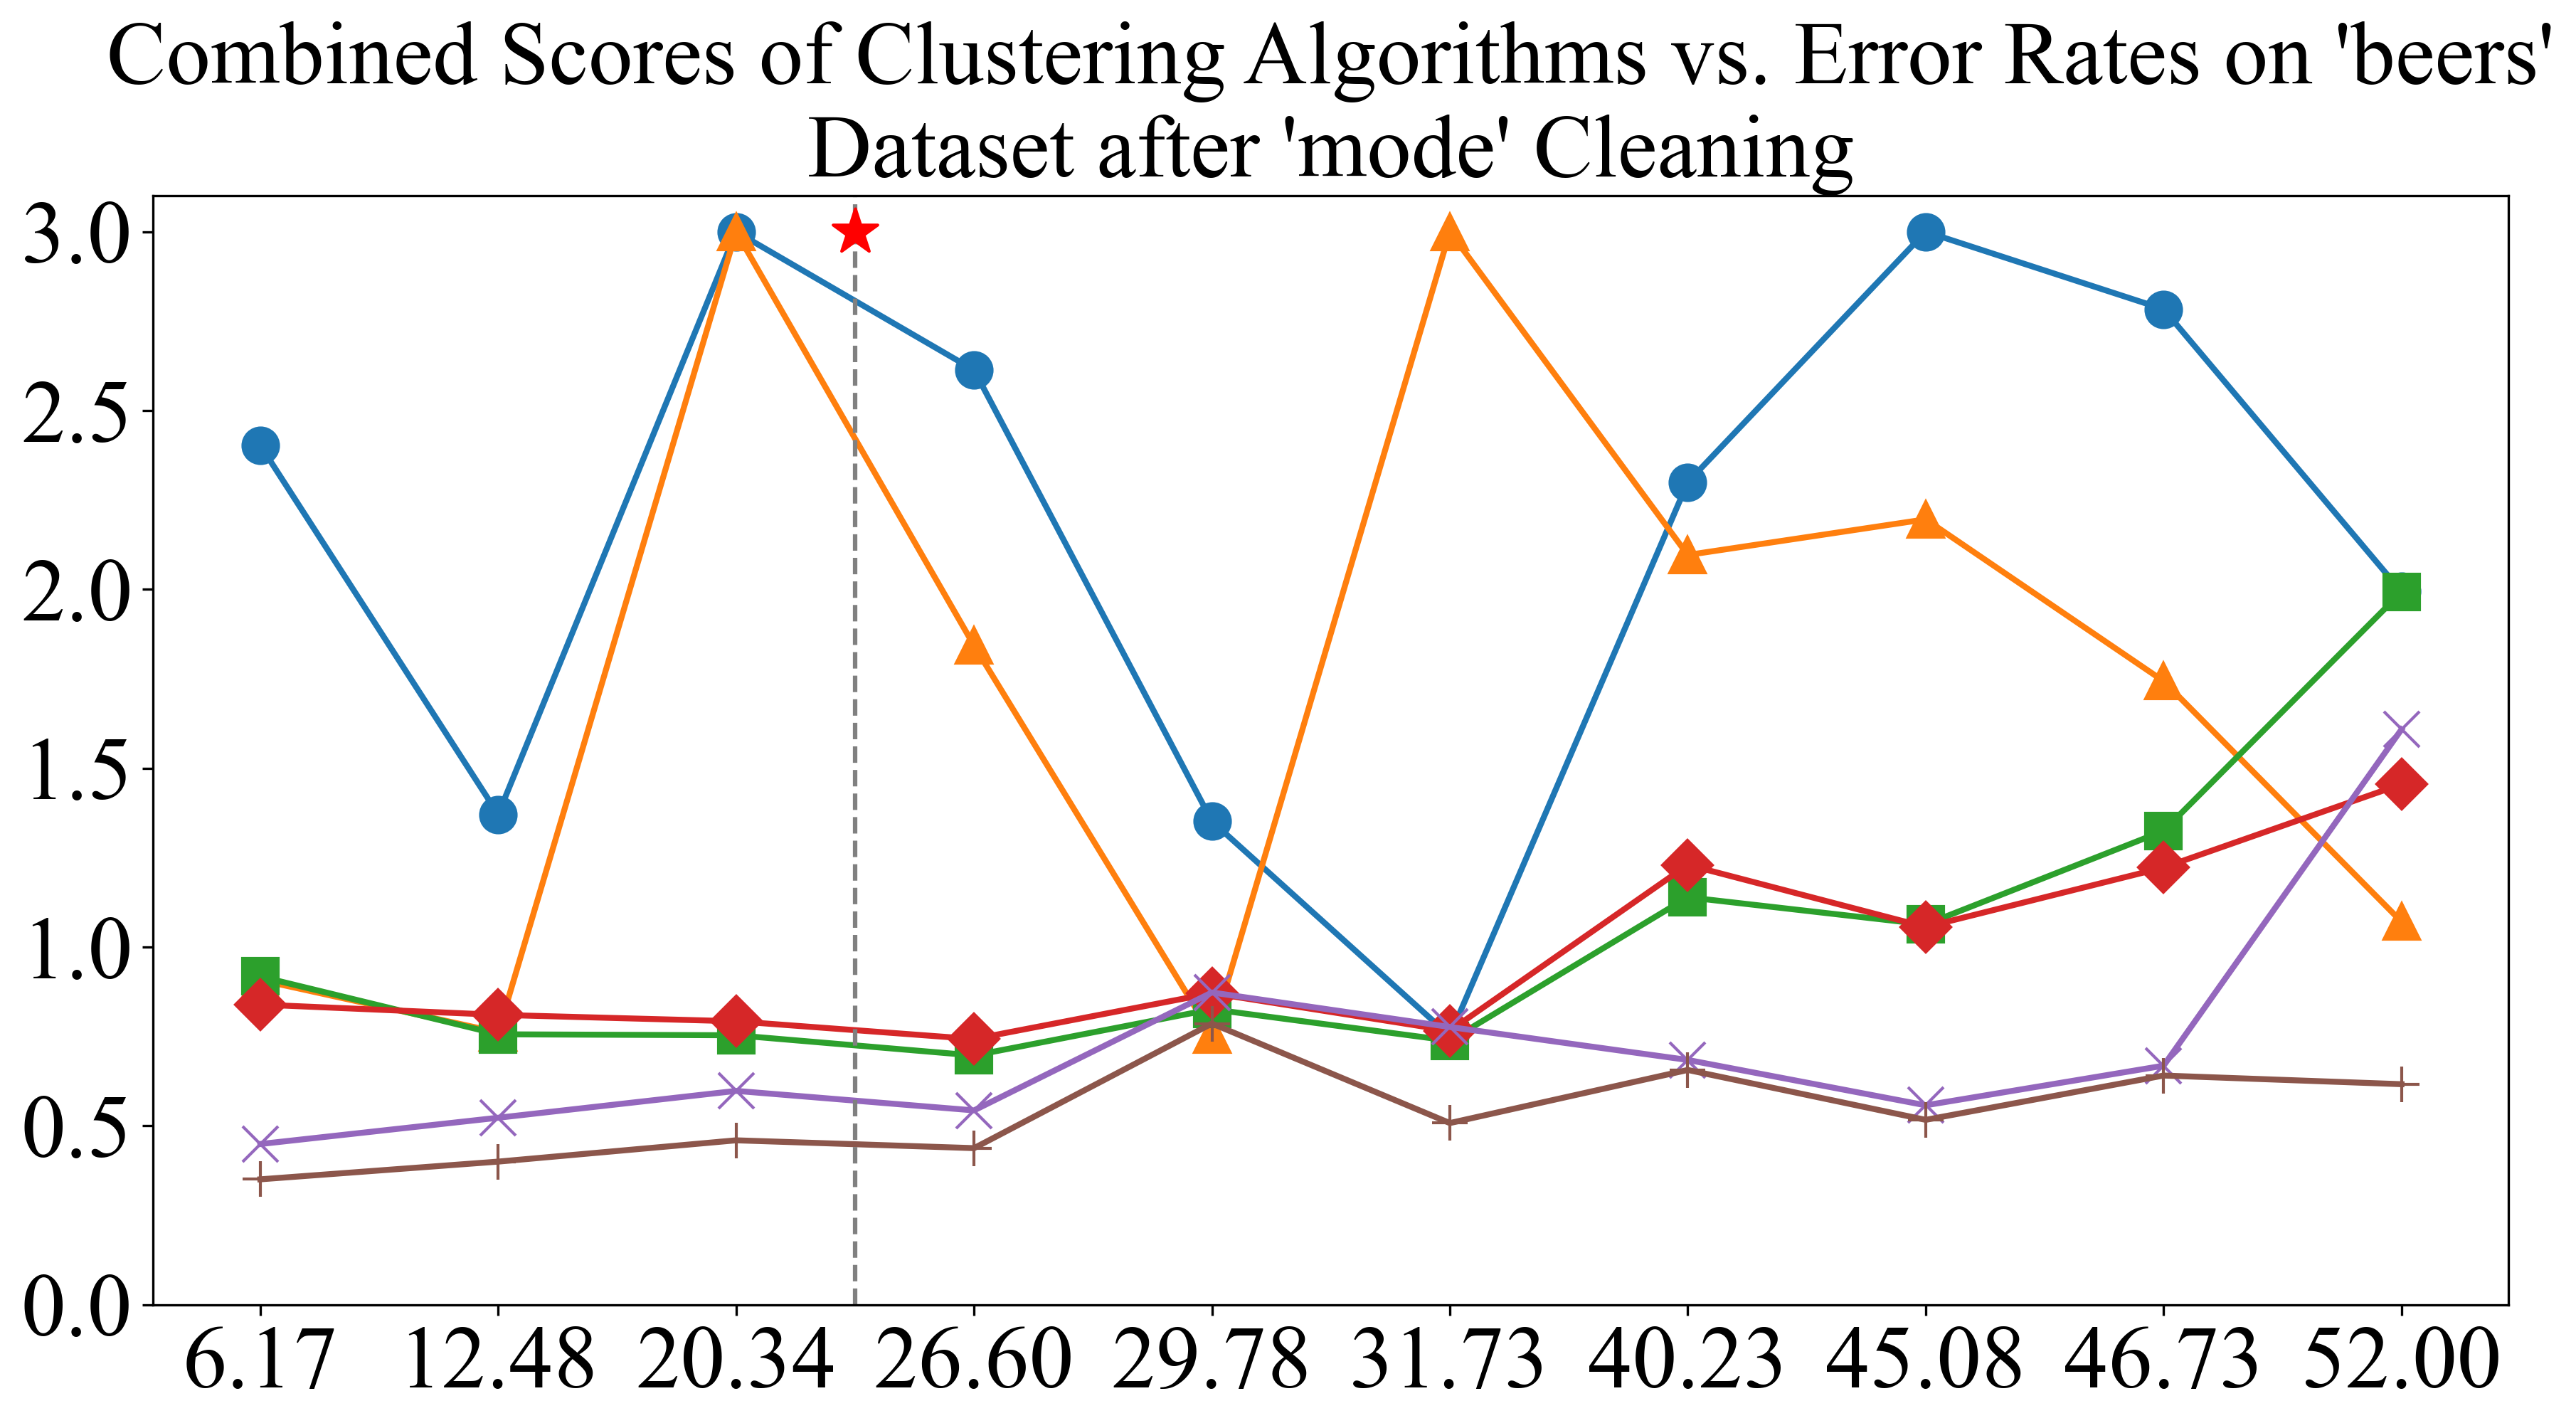 Combined Scores of Clustering Algorithms vs. Error Rates on 'beers'
Dataset after 'mode' Cleaning
3.0
2.5
2.0
1.5
1.0
0.5
0.0
6.17 12.48 20.34 26.60 29.78 31.73 40.23 45.08 46.73 52.00